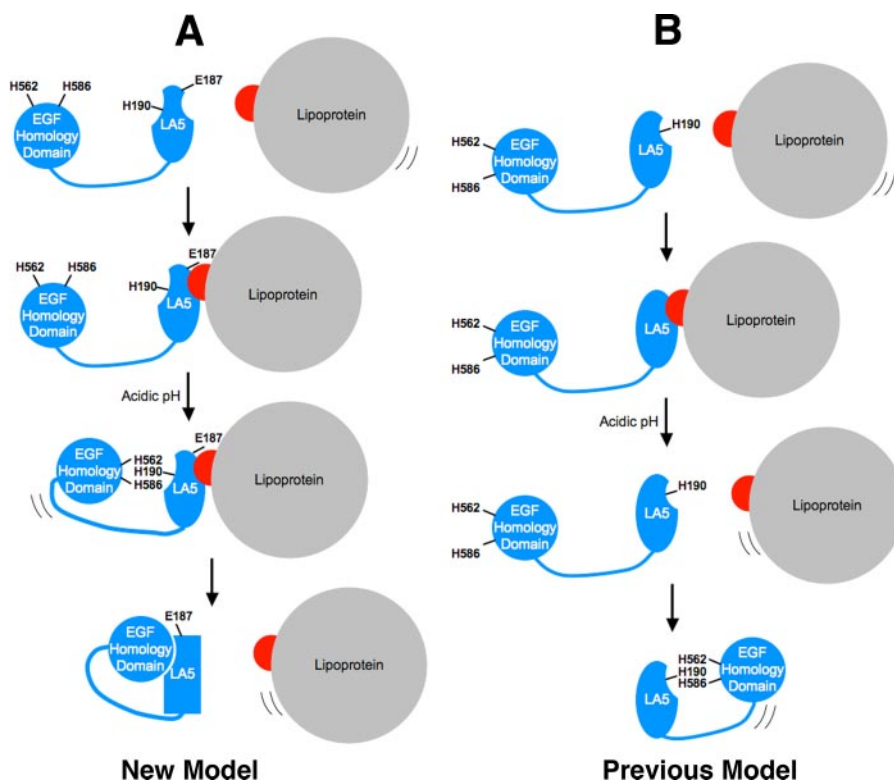 A
H562
H586
EGF
Homology
Domain
E187
H190
LA5
Lipoprotein
H562
H586
EGF
Homology
Domain
E187
H190
LA5
Lipoprotein
Acidic pH
EGF
Homology
Domain
H562
H190
H586
E187
LA5
Lipoprotein
EGF
Homology
Domain
E187
LA5
Lipoprotein
New Model
B
H562
H586
EGF
Homology
Domain
H190
LA5
Lipoprotein
H562
H586
EGF
Homology
Domain
LA5
Lipoprotein
Acidic pH
H562
H586
EGF
Homology
Domain
H190
LA5
Lipoprotein
LA5
H562
H190
H586
EGF
Homology
Domain
Previous Model